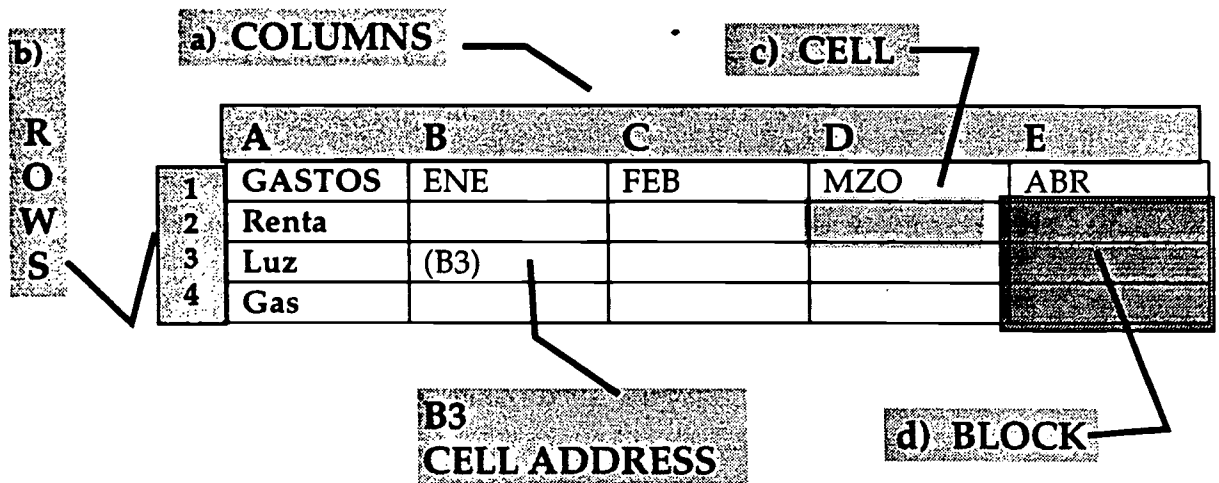 b)
a) COLUMNS
c) CELL
R
O
W
S
A B C D E
1 GASTOS ENE FEB MZO ABR
2 Renta
3 Luz (B3)
4 Gas
B3
CELL ADDRESS
d) BLOCK